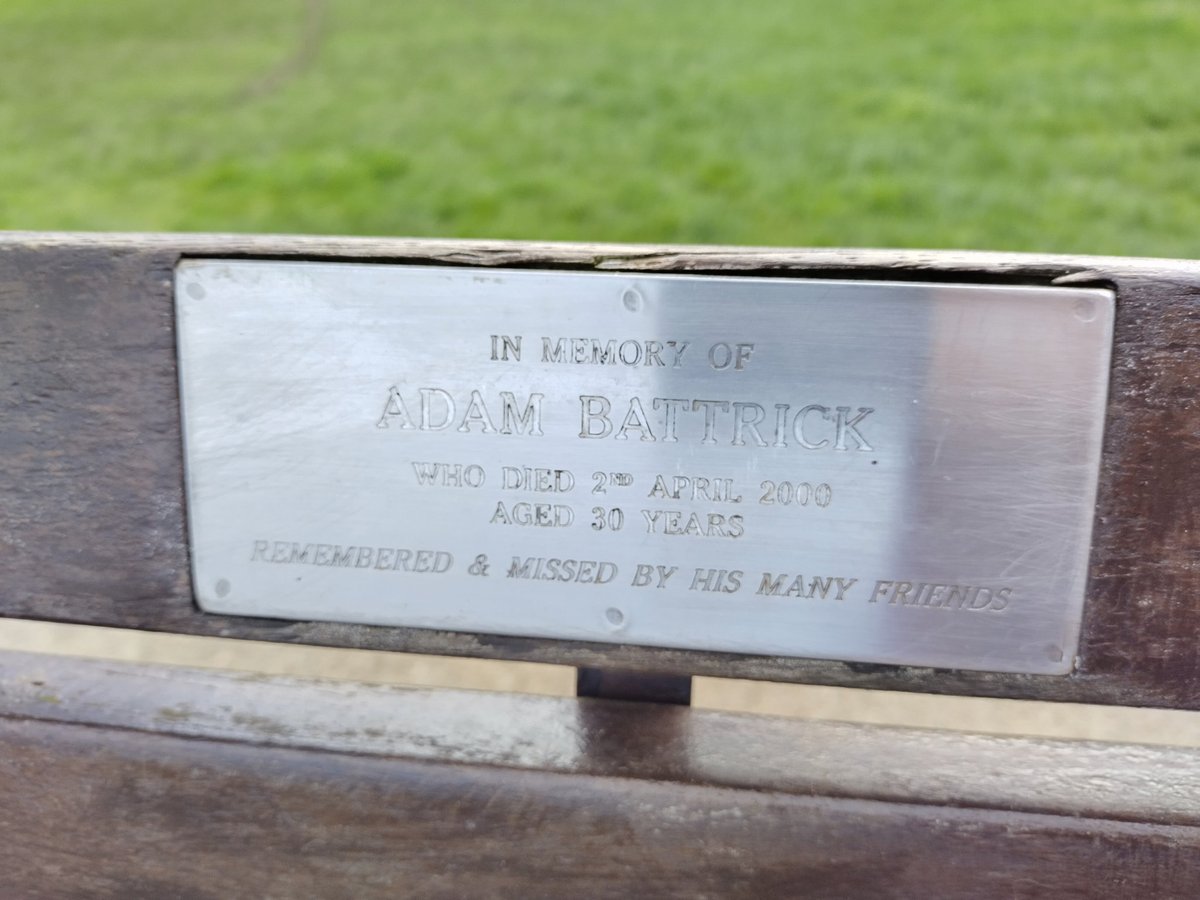 IN MEMORY OF
ADAM BATTRICK
WHO DIED 2ND APRIL 2000
AGED 30 YEARS
REMEMBERED & MISSED BY HIS MANY FRIENDS